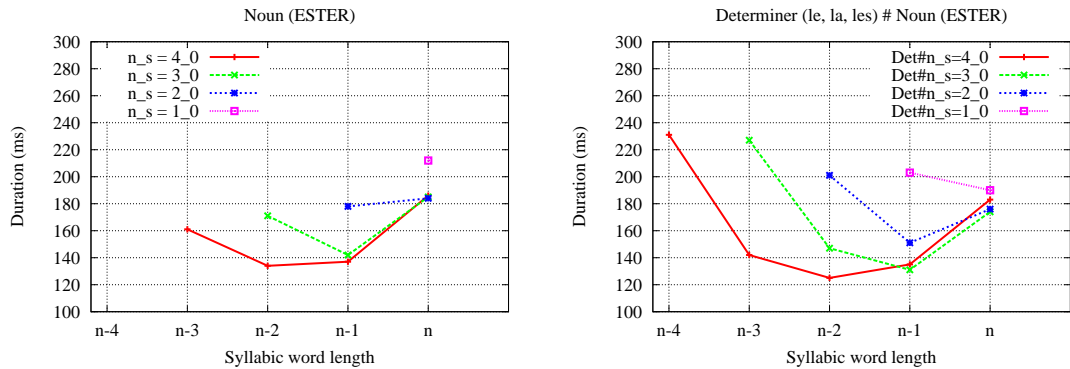 Noun (ESTER)
300
280
260
240
220
200
180
160
140
120
100
Duration (ms)
n_s = 4_0
n_s = 3_0
n_s = 2_0
n_s = 1_0
n-4 n-3 n-2 n-1 n
Syllabic word length
Determiner (le, la, les) # Noun (ESTER)
300
280
260
240
220
200
180
160
140
120
100
Duration (ms)
Det#n_s=4_0
Det#n_s=3_0
Det#n_s=2_0
Det#n_s=1_0
n-4 n-3 n-2 n-1 n
Syllabic word length